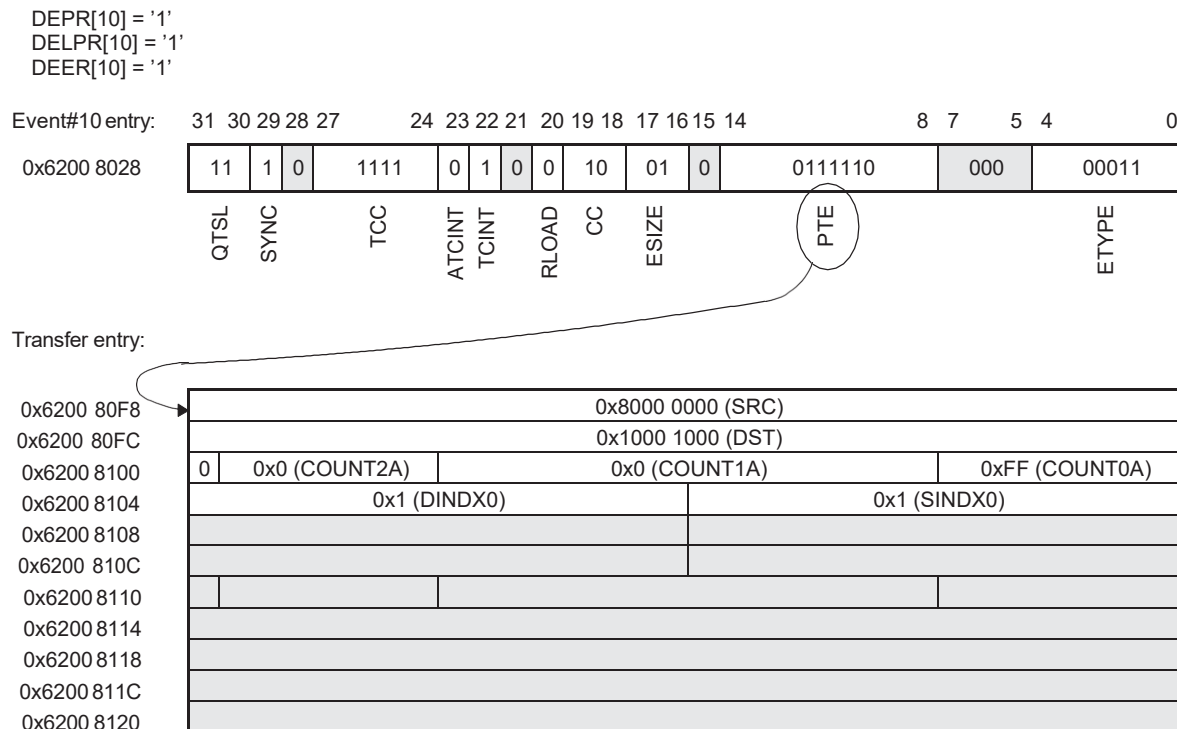 DEPR[10] = '1'
DELPR[10] = '1'
DEER[10] = '1'
Event#10 entry: 31 30 29 28 27 24 23 22 21 20 19 18 17 16 15 14 8 7 5 4 0
0x6200 8028 11 1 0 1111 0 1 0 0 10 01 0 0111110 000 00011
QTSL SYNC TCC ATCINT TCINT RLOAD CC ESIZE PTE ETYPE
Transfer entry:
0x6200 80F8 0x8000 0000 (SRC)
0x6200 80FC 0x1000 1000 (DST)
0x6200 8100 0 0x0 (COUNT2A) 0x0 (COUNT1A) 0xFF (COUNT0A)
0x6200 8104 0x1 (DINDX0) 0x1 (SINDX0)
0x6200 8108
0x6200 810C
0x6200 8110
0x6200 8114
0x6200 8118
0x6200 811C
0x6200 8120